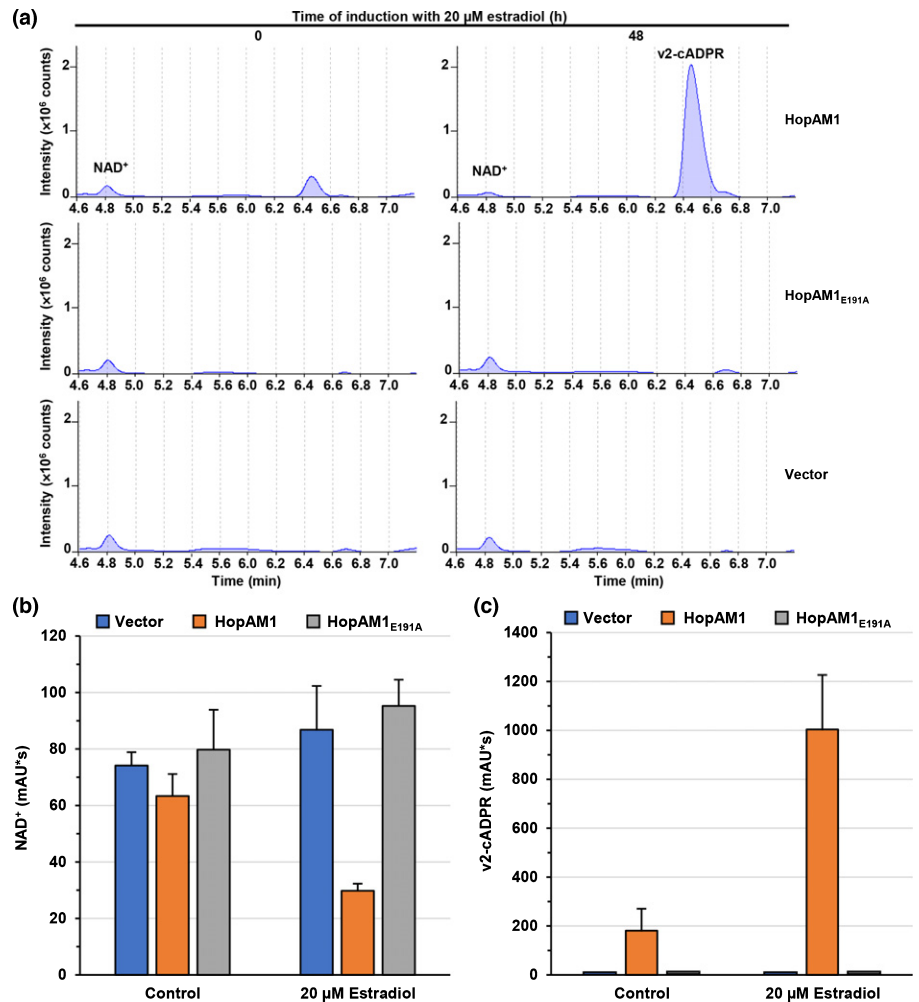 (a)
Time of induction with 20 µM estradiol (h)
0 48
Intensity (×10⁶ counts)
2
1
0
NAD⁺
4.6 4.8 5.0 5.2 5.4 5.6 5.8 6.0 6.2 6.4 6.6 6.8 7.0
Intensity (×10⁶ counts)
2
1
0
NAD⁺
v2-cADPR
4.6 4.8 5.0 5.2 5.4 5.6 5.8 6.0 6.2 6.4 6.6 6.8 7.0
HopAM1
Intensity (×10⁶ counts)
2
1
0
4.6 4.8 5.0 5.2 5.4 5.6 5.8 6.0 6.2 6.4 6.6 6.8 7.0
2
1
0
4.6 4.8 5.0 5.2 5.4 5.6 5.8 6.0 6.2 6.4 6.6 6.8 7.0
HopAM1E191A
Intensity (×10⁶ counts)
2
1
0
4.6 4.8 5.0 5.2 5.4 5.6 5.8 6.0 6.2 6.4 6.6 6.8 7.0
Time (min)
2
1
0
4.6 4.8 5.0 5.2 5.4 5.6 5.8 6.0 6.2 6.4 6.6 6.8 7.0
Time (min)
Vector
(b)
Vector HopAM1 HopAM1E191A
NAD⁺ (mAU*s)
120
100
80
60
40
20
0
Control 20 µM Estradiol
(c)
Vector HopAM1 HopAM1E191A
v2-cADPR (mAU*s)
1400
1200
1000
800
600
400
200
0
Control 20 µM Estradiol